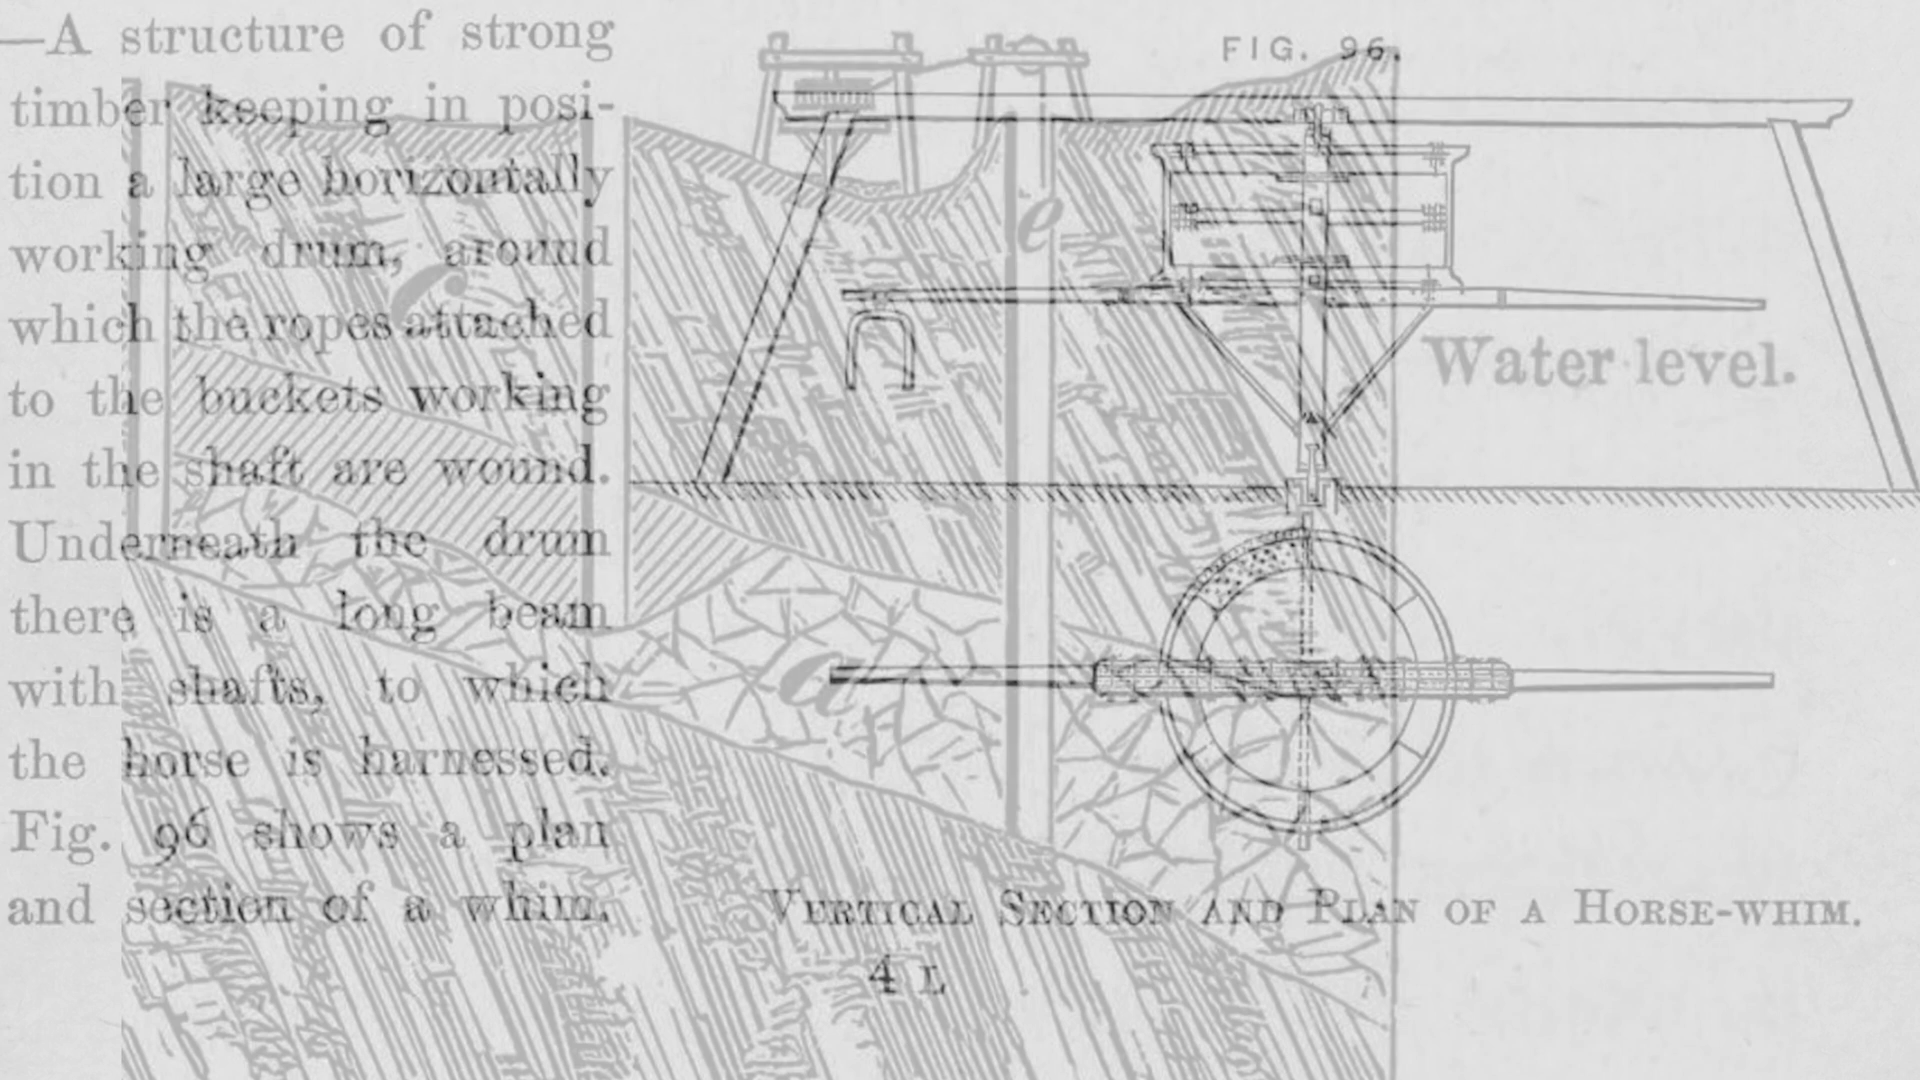 —A structure of strong
timber keeping in posi-
tion a large horizontally
working drum, around
which the ropes attached
to the buckets working
in the shaft are wound.
Underneath the drum
there is a long beam
with shafts, to which
the horse is harnessed.
Fig. 96 shows a plan
and section of a whim.
FIG. 96.
e
C
Water level.
a
VERTICAL SECTION AND PLAN OF A HORSE-WHIM.
4 L